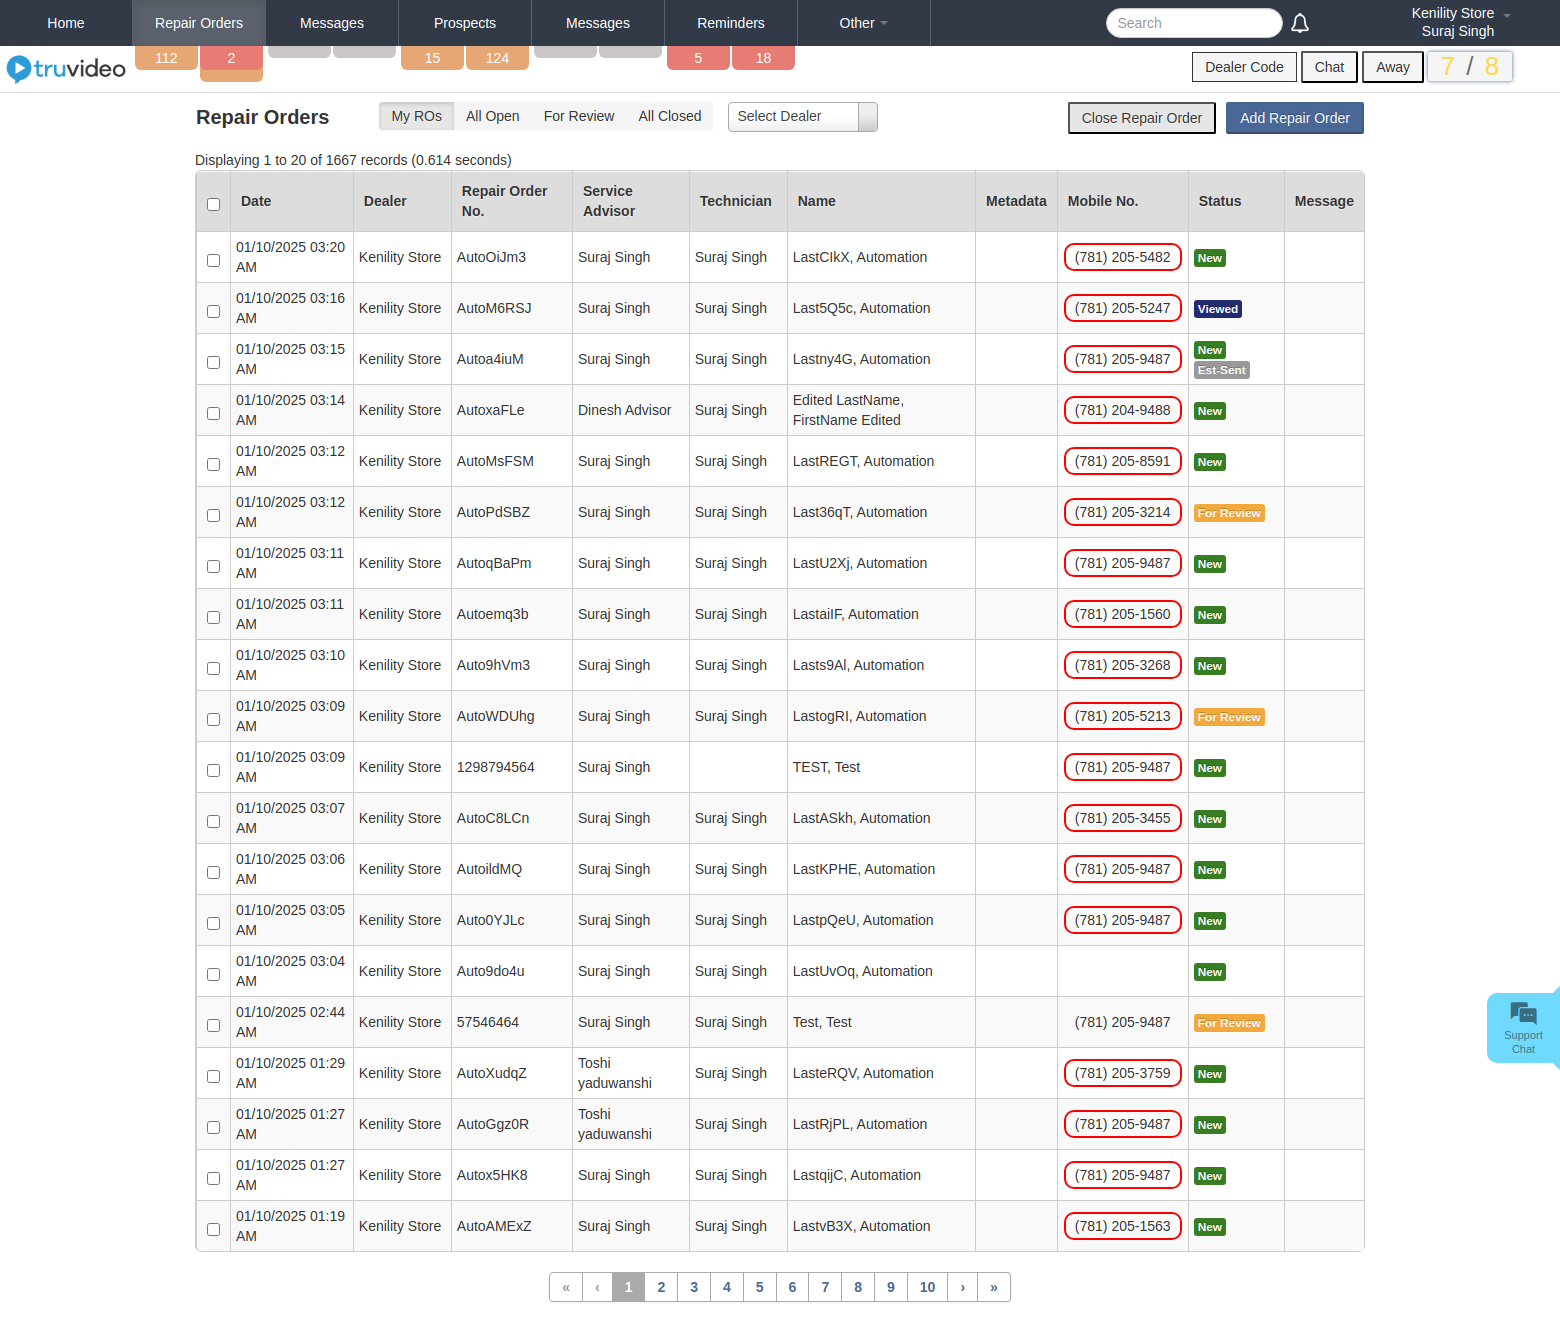 Home Repair Orders Messages Prospects Messages Reminders Other Search Kenility Store
Suraj Singh
truvideo 112 2 15 124 5 18 Dealer Code Chat Away 7 / 8
Repair Orders My ROs All Open For Review All Closed Select Dealer Close Repair Order Add Repair Order
Displaying 1 to 20 of 1667 records (0.614 seconds)
Date Dealer Repair Order No. Service Advisor Technician Name Metadata Mobile No. Status Message
01/10/2025 03:20 AM Kenility Store AutoOiJm3 Suraj Singh Suraj Singh LastCIkX, Automation (781) 205-5482 New
01/10/2025 03:16 AM Kenility Store AutoM6RSJ Suraj Singh Suraj Singh Last5Q5c, Automation (781) 205-5247 Viewed
01/10/2025 03:15 AM Kenility Store Autoa4iuM Suraj Singh Suraj Singh Lastny4G, Automation (781) 205-9487 New Est-Sent
01/10/2025 03:14 AM Kenility Store AutoxaFLe Dinesh Advisor Suraj Singh Edited LastName, FirstName Edited (781) 204-9488 New
01/10/2025 03:12 AM Kenility Store AutoMsFSM Suraj Singh Suraj Singh LastREGT, Automation (781) 205-8591 New
01/10/2025 03:12 AM Kenility Store AutoPdSBZ Suraj Singh Suraj Singh Last36qT, Automation (781) 205-3214 For Review
01/10/2025 03:11 AM Kenility Store AutoqBaPm Suraj Singh Suraj Singh LastU2Xj, Automation (781) 205-9487 New
01/10/2025 03:11 AM Kenility Store Autoemq3b Suraj Singh Suraj Singh LastaiIF, Automation (781) 205-1560 New
01/10/2025 03:10 AM Kenility Store Auto9hVm3 Suraj Singh Suraj Singh Lasts9Al, Automation (781) 205-3268 New
01/10/2025 03:09 AM Kenility Store AutoWDUhg Suraj Singh Suraj Singh LastogRI, Automation (781) 205-5213 For Review
01/10/2025 03:09 AM Kenility Store 1298794564 Suraj Singh TEST, Test (781) 205-9487 New
01/10/2025 03:07 AM Kenility Store AutoC8LCn Suraj Singh Suraj Singh LastASkh, Automation (781) 205-3455 New
01/10/2025 03:06 AM Kenility Store AutoildMQ Suraj Singh Suraj Singh LastKPHE, Automation (781) 205-9487 New
01/10/2025 03:05 AM Kenility Store Auto0YJLc Suraj Singh Suraj Singh LastpQeU, Automation (781) 205-9487 New
01/10/2025 03:04 AM Kenility Store Auto9do4u Suraj Singh Suraj Singh LastUvOq, Automation New
01/10/2025 02:44 AM Kenility Store 57546464 Suraj Singh Suraj Singh Test, Test (781) 205-9487 For Review
01/10/2025 01:29 AM Kenility Store AutoXudqZ Toshi yaduwanshi Suraj Singh LasteRQV, Automation (781) 205-3759 New
01/10/2025 01:27 AM Kenility Store AutoGgz0R Toshi yaduwanshi Suraj Singh LastRjPL, Automation (781) 205-9487 New
01/10/2025 01:27 AM Kenility Store Autox5HK8 Suraj Singh Suraj Singh LastqijC, Automation (781) 205-9487 New
01/10/2025 01:19 AM Kenility Store AutoAMExZ Suraj Singh Suraj Singh LastvB3X, Automation (781) 205-1563 New
Support
Chat
« ‹ 1 2 3 4 5 6 7 8 9 10 › »